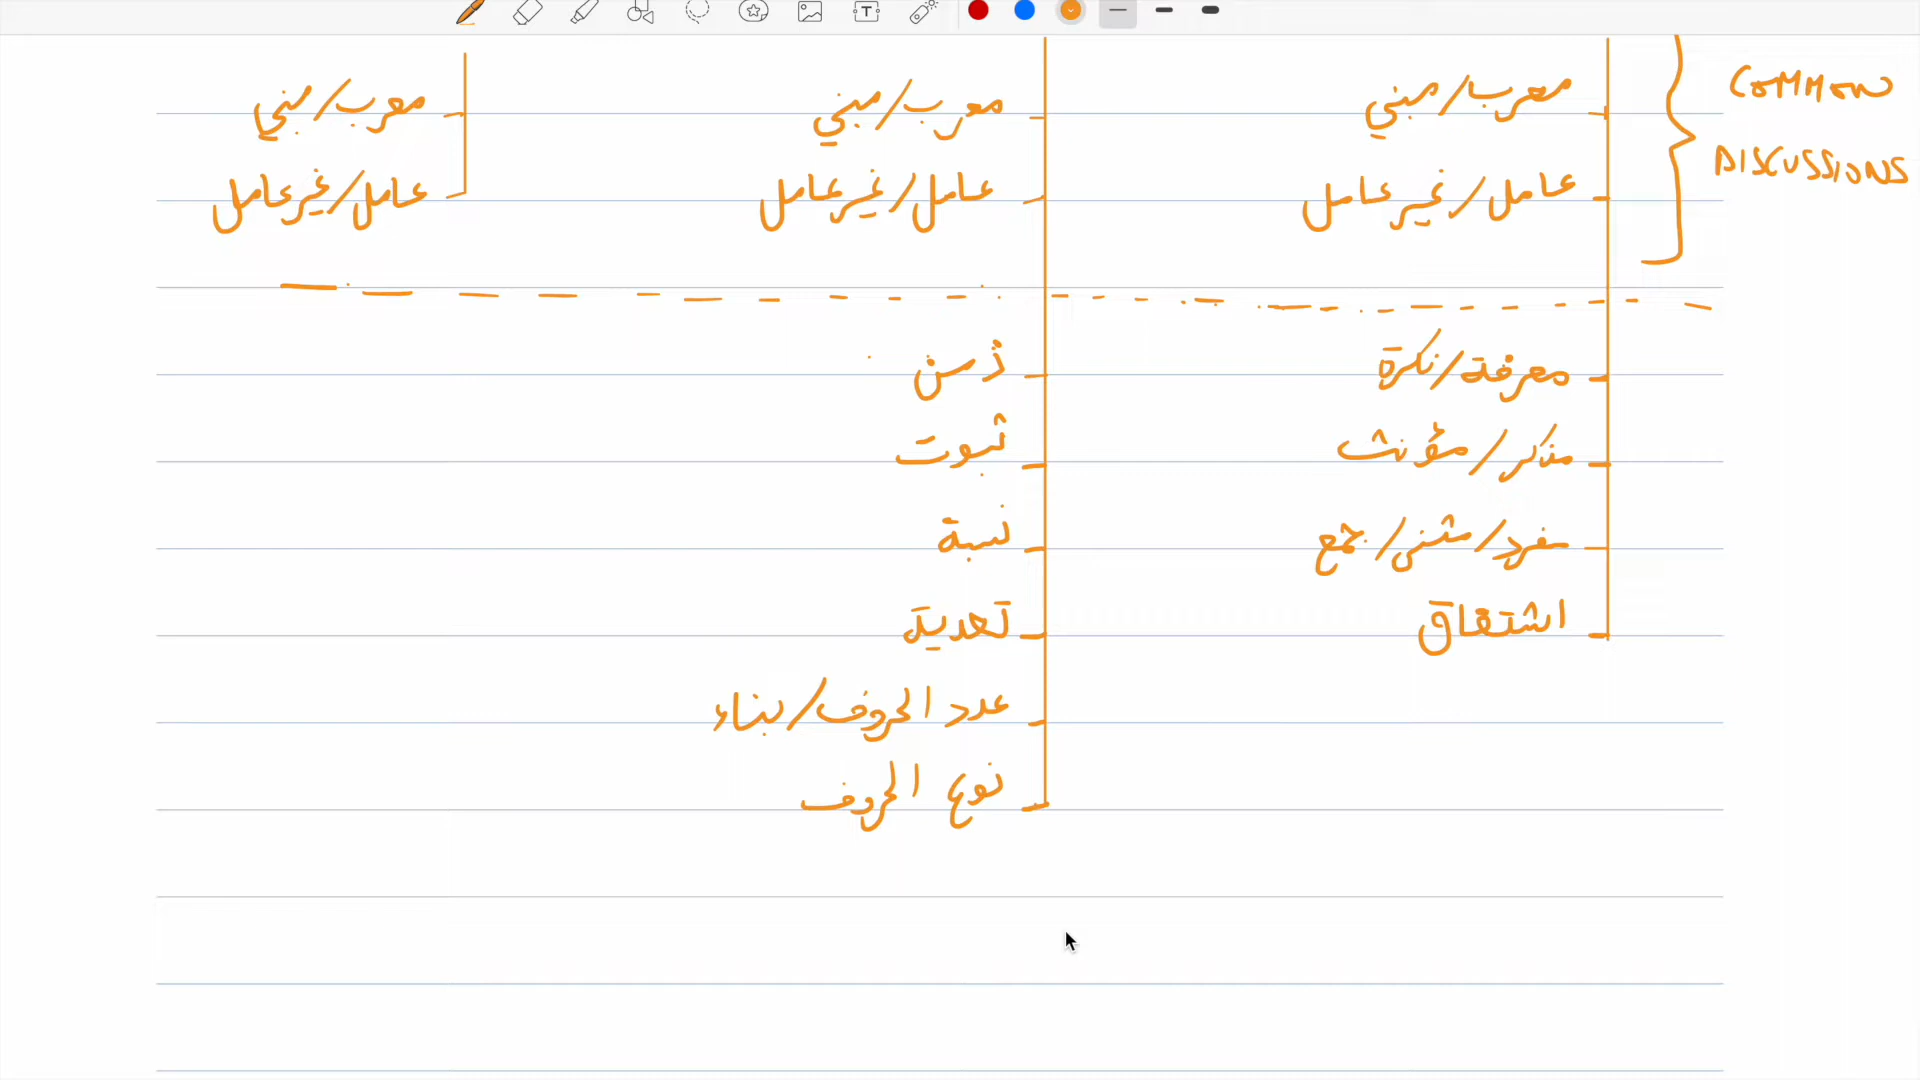 معرب/مبني معرب/مبني معرب/مبني COMMON
عامل/غير عامل عامل/غير عامل عامل/غير عامل DISCUSSIONS
معرفة/نكرة زمن
مذكر/مؤنث ثبوت
مفرد/مثنى/جمع نسبة
اشتقاق تعدية
عدد الحروف/بناء
نوع الحروف